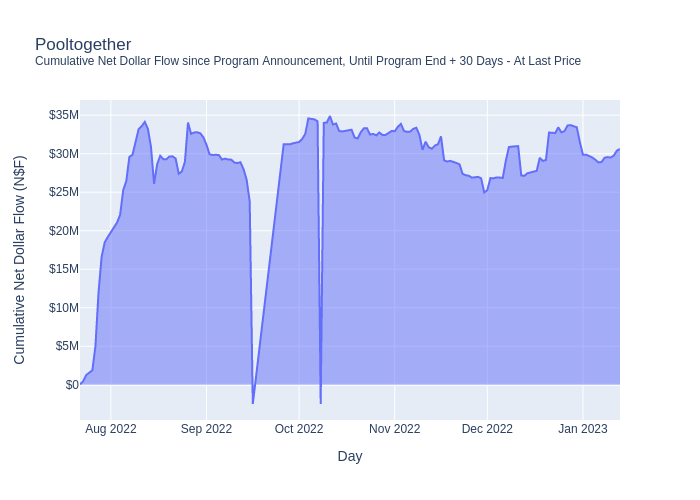 Pooltogether
Cumulative Net Dollar Flow since Program Announcement, Until Program End + 30 Days - At Last Price
Cumulative Net Dollar Flow (N$F)
$35M
$30M
$25M
$20M
$15M
$10M
$5M
$0
Aug 2022 Sep 2022 Oct 2022 Nov 2022 Dec 2022 Jan 2023
Day